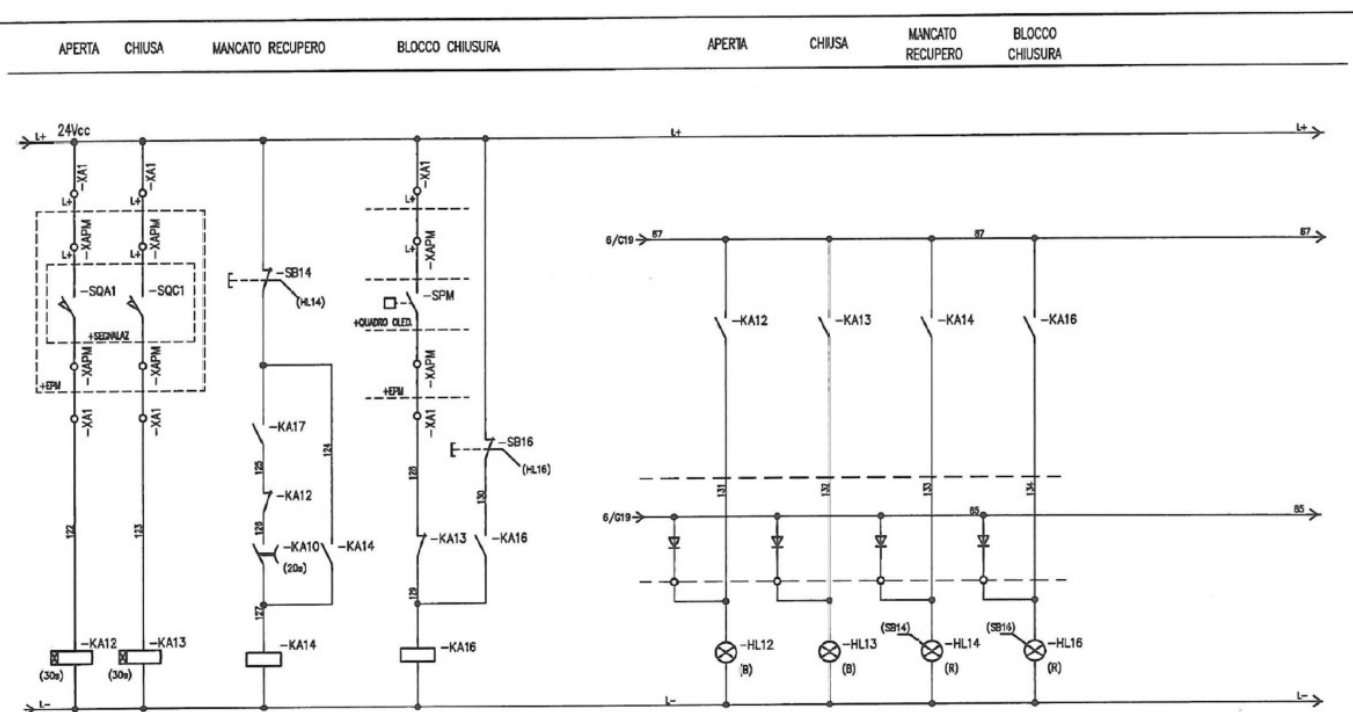 APERTA CHIUSA MANCATO RECUPERO BLOCCO CHIUSURA APERTIA CHIUSA MANCATO RECUPERO BLOCCO CHIUSURA
L+ 24Vcc L+ L+
-XA1 -XA1 -XA1
L+ L+ L+
-XAPM -XAPM -XAPM
L+ L+ L+
6/C19 87 87 87
-SB14
(HL14)
-SQA1 -SQC1 -SPM
+QUADRO OLEO.
+SEGNALAZ
-KA12 -KA13 -KA14 -KA16
-XAPM -XAPM -XAPM
+EPM +EPM
-XA1 -XA1 -XA1
-KA17
124
-SB16
(HL16)
125 128 130
131 132 133 134
-KA12
126
6/G19 85 85
122 123
-KA10 -KA14 -KA13 -KA16
(20s)
127 129
-KA12 -KA13 -KA14 -KA16
(30s) (30s)
-HL12 -HL13 (SB14) -HL14 (SB16) -HL16
(B) (B) (R) (R)
L- L- L-